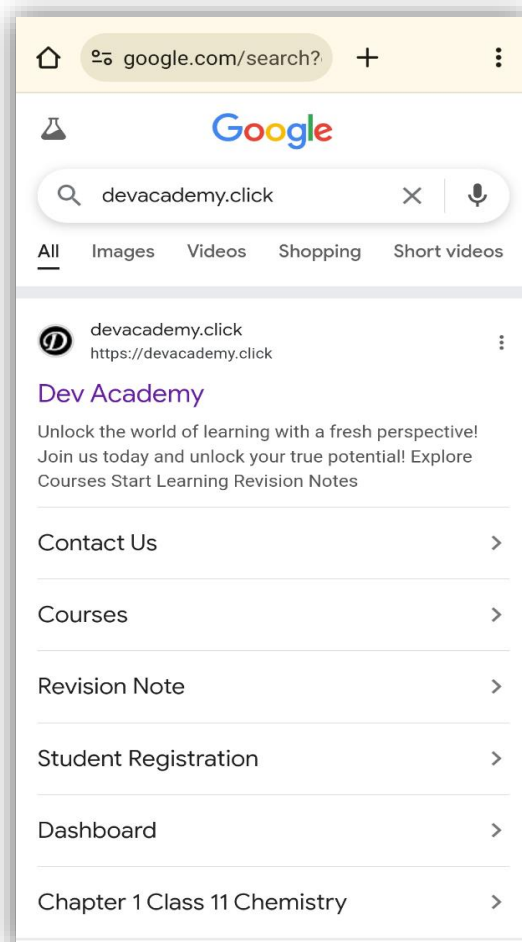 google.com/search?
Google
devacademy.click
All Images Videos Shopping Short videos
devacademy.click
https://devacademy.click
Dev Academy
Unlock the world of learning with a fresh perspective!
Join us today and unlock your true potential! Explore
Courses Start Learning Revision Notes
Contact Us
Courses
Revision Note
Student Registration
Dashboard
Chapter 1 Class 11 Chemistry